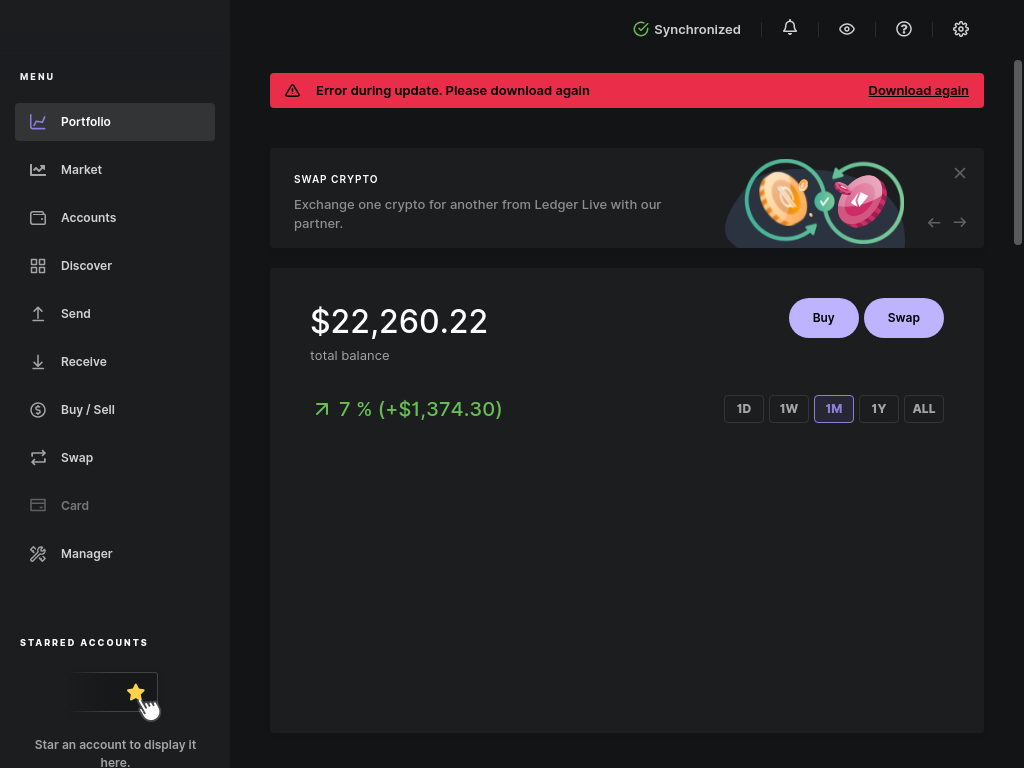 Synchronized
MENU
Error during update. Please download again
Download again
Portfolio
Market
SWAP CRYPTO
Exchange one crypto for another from Ledger Live with our
partner.
Accounts
Discover
Send
$22,260.22
Buy
Swap
total balance
Receive
Buy / Sell
7 % (+$1,374.30)
1D
1W
1M
1Y
ALL
Swap
Card
Manager
STARRED ACCOUNTS
Star an account to display it
here.